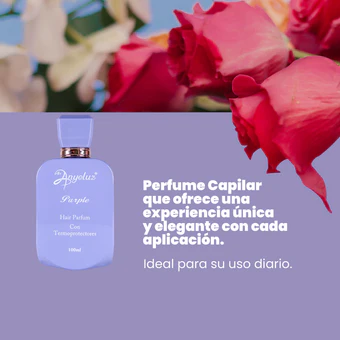 Anyeluz
Purple
Hair Parfum
Con
Termoprotectores
100ml
Perfume Capilar
que ofrece una
experiencia única
y elegante con cada
aplicación.
Ideal para su uso diario.